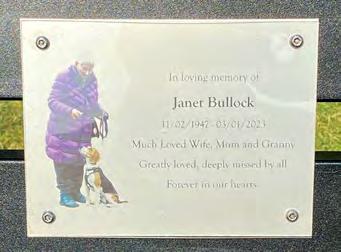 In loving memory of
Janet Bullock
11/02/1947 - 03/01/2023
Much Loved Wife, Mum and Granny
Greatly loved, deeply missed by all
Forever in our hearts